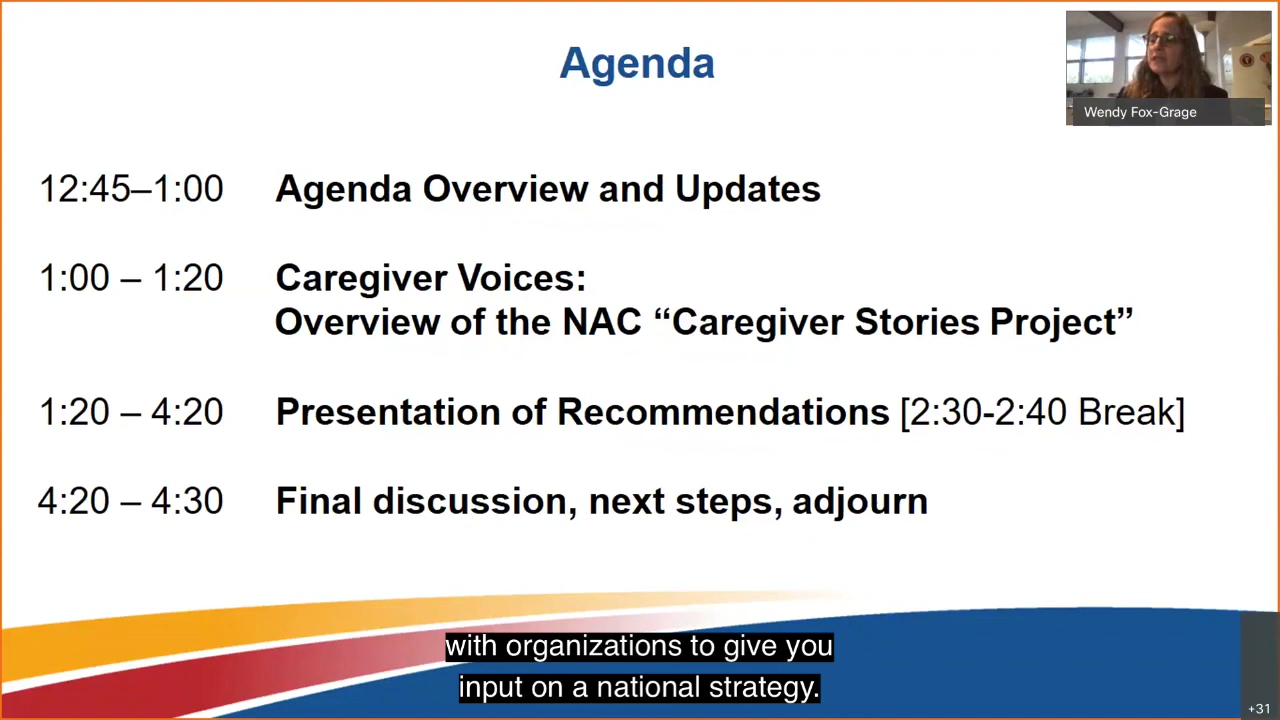 Agenda
Wendy Fox-Grage
12:45–1:00 Agenda Overview and Updates
1:00 – 1:20 Caregiver Voices:
Overview of the NAC “Caregiver Stories Project”
1:20 – 4:20 Presentation of Recommendations [2:30-2:40 Break]
4:20 – 4:30 Final discussion, next steps, adjourn
with organizations to give you
input on a national strategy.
+31